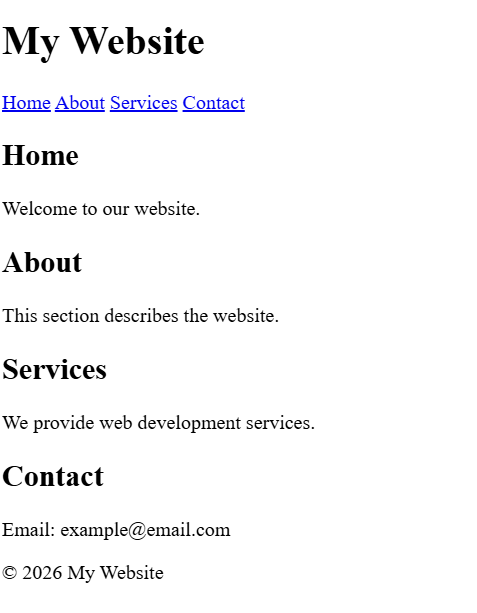 My Website
Home About Services Contact
Home
Welcome to our website.
About
This section describes the website.
Services
We provide web development services.
Contact
Email: example@email.com
© 2026 My Website